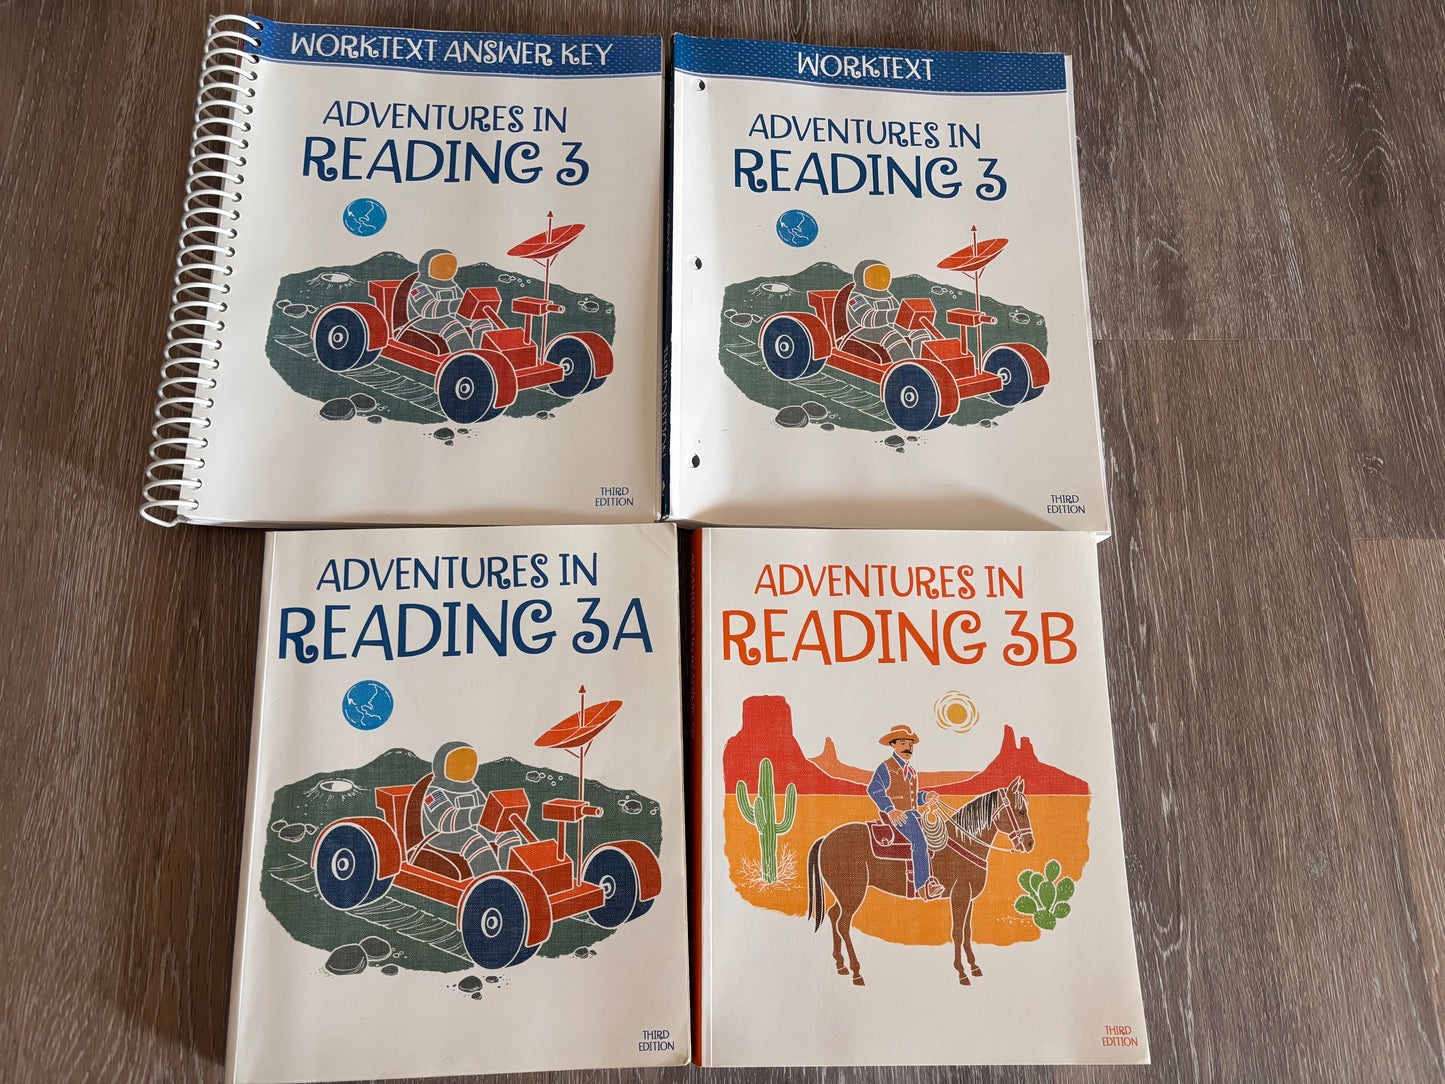 WORKTEXT ANSWER KEY
ADVENTURES IN
READING 3
THIRD
EDITION
WORKTEXT
ADVENTURES IN
READING 3
THIRD
EDITION
ADVENTURES IN
READING 3A
THIRD
EDITION
ADVENTURES IN
READING 3B
THIRD
EDITION